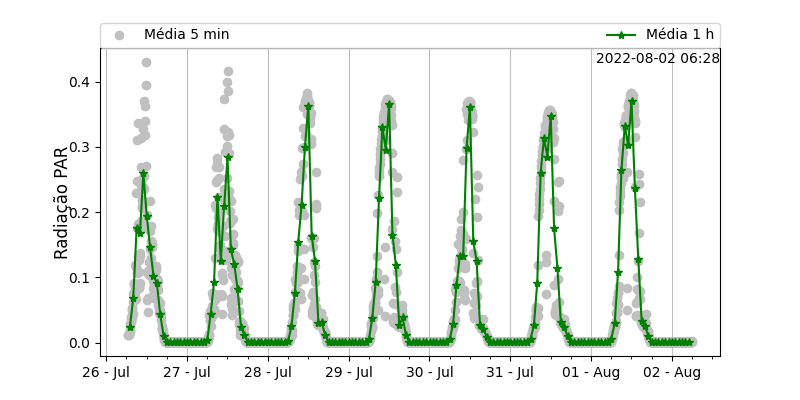 Média 5 min
Média 1 h
2022-08-02 06:28
Radiação PAR
0.4
0.3
0.2
0.1
0.0
26 - Jul
27 - Jul
28 - Jul
29 - Jul
30 - Jul
31 - Jul
01 - Aug
02 - Aug